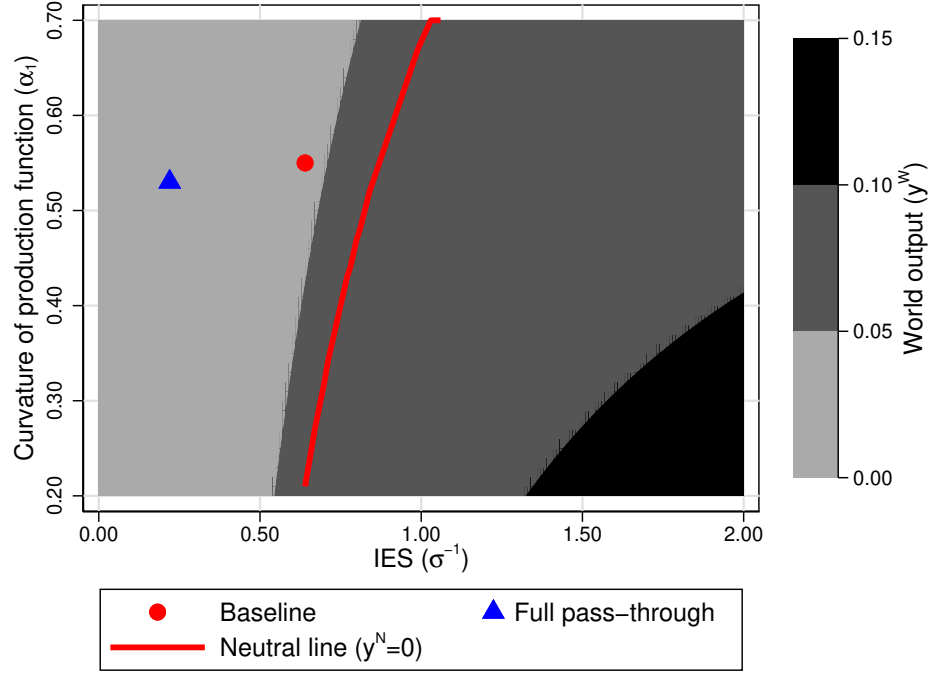 Curvature of production function (α₁)
0.70
0.60
0.50
0.40
0.30
0.20
0.00
0.50
1.00
1.50
2.00
IES (σ⁻¹)
0.15
0.10
0.05
0.00
World output (yᵂ)
Baseline
Full pass−through
Neutral line (yᴺ=0)